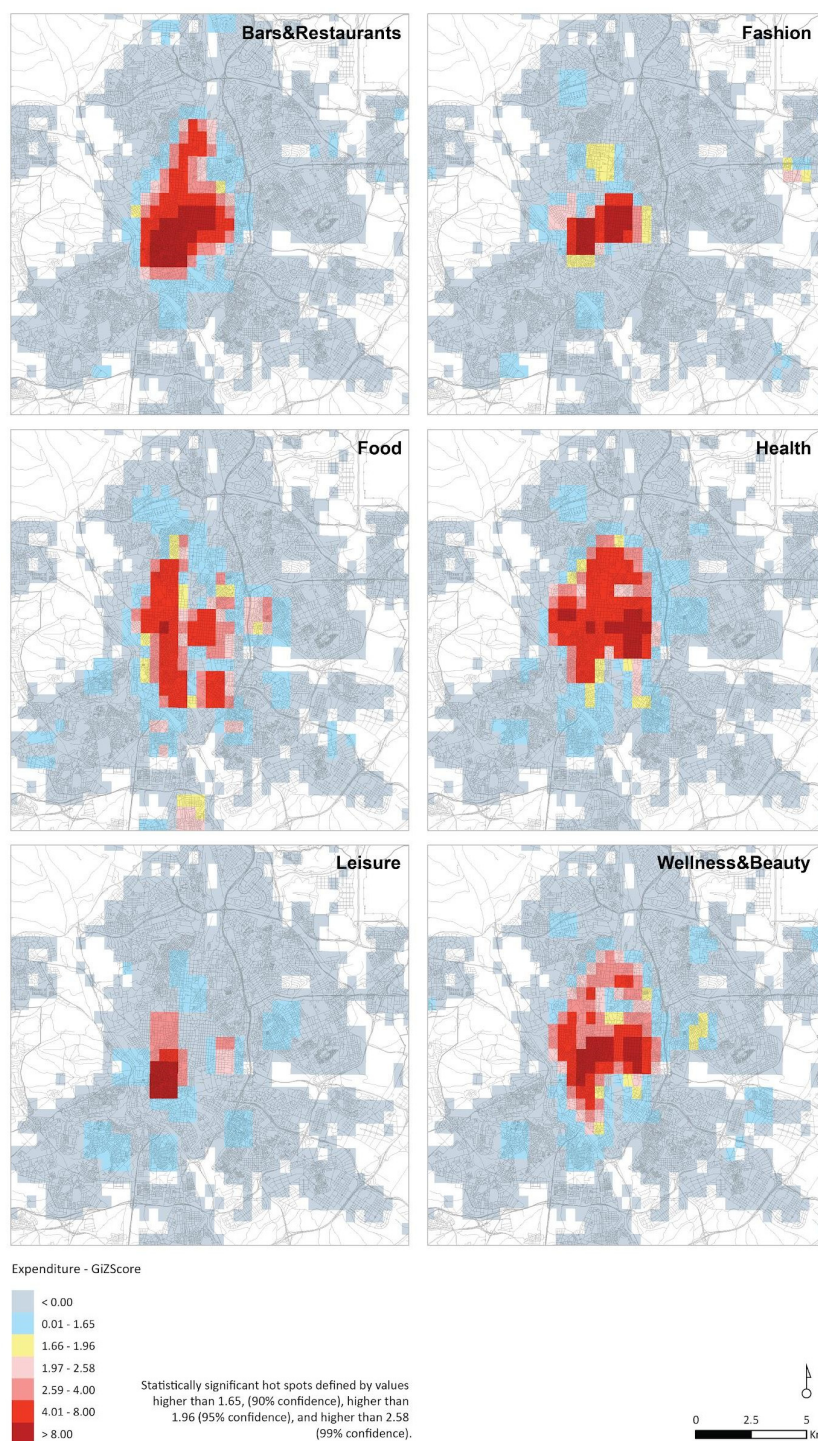 Bars&Restaurants
Fashion
Food
Health
Leisure
Wellness&Beauty
Expenditure - GiZScore
< 0.00
0.01 - 1.65
1.66 - 1.96
1.97 - 2.58
2.59 - 4.00
4.01 - 8.00
> 8.00
Statistically significant hot spots defined by values
higher than 1.65, (90% confidence), higher than
1.96 (95% confidence), and higher than 2.58
(99% confidence).
0 2.5 5